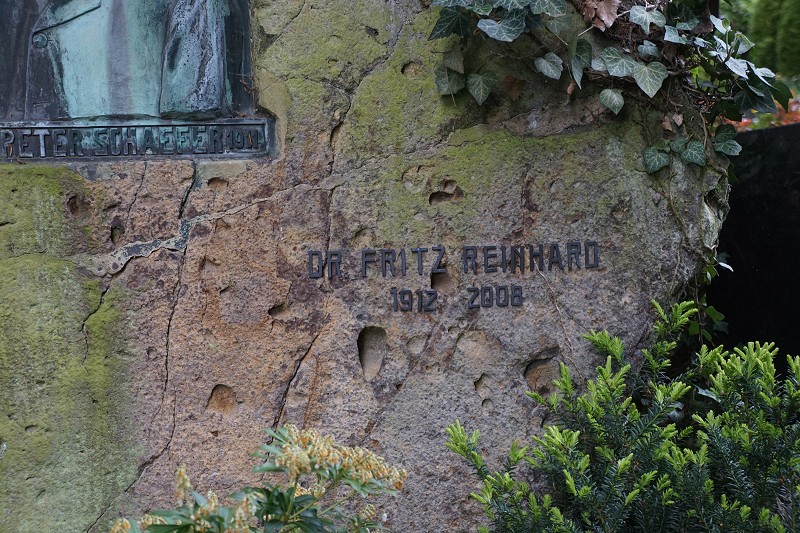 PETER SCHAEFER
DR. FRITZ REINHARD
1912 2008